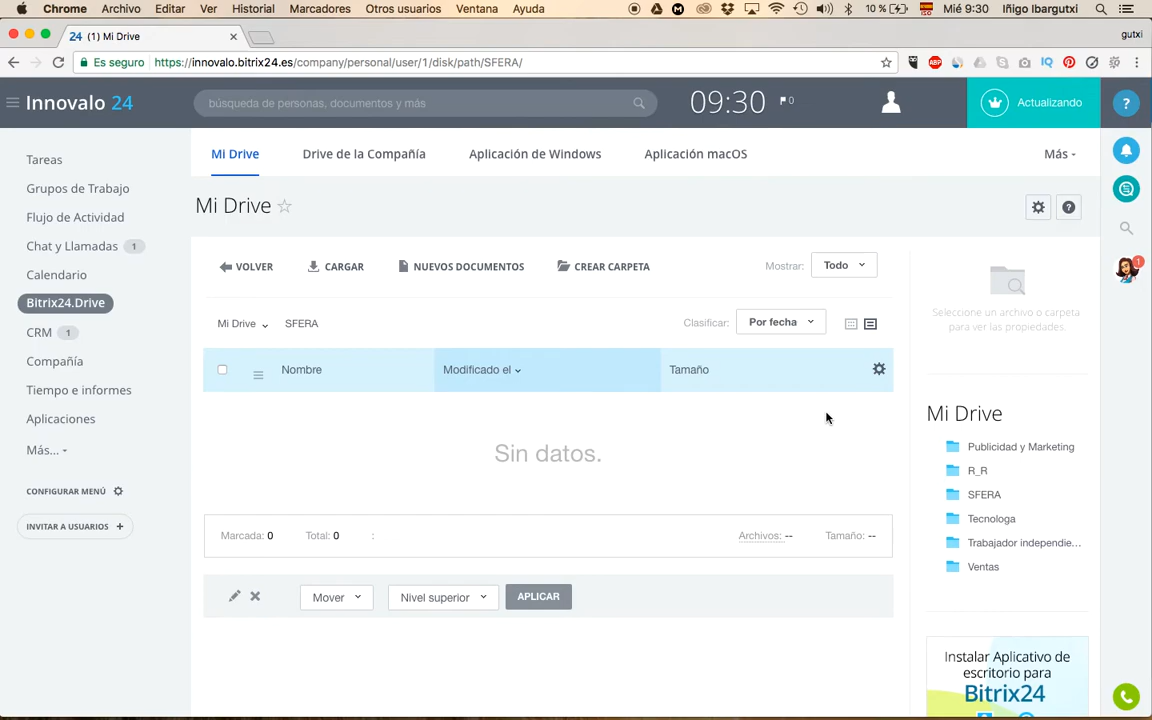 Chrome Archivo Editar Ver Historial Marcadores Otros usuarios Ventana Ayuda 10 % Mié 9:30 Iñigo Ibargutxi
24 (1) Mi Drive gutxi
Es seguro https://innovalo.bitrix24.es/company/personal/user/1/disk/path/SFERA/
Innovalo 24 búsqueda de personas, documentos y más 09:30 0 Actualizando ?
Mi Drive Drive de la Compañía Aplicación de Windows Aplicación macOS Más
Tareas
Grupos de Trabajo
Flujo de Actividad
Chat y Llamadas 1
Calendario
Bitrix24.Drive
CRM 1
Compañía
Tiempo e informes
Aplicaciones
Más...
CONFIGURAR MENÚ
INVITAR A USUARIOS +
Mi Drive
VOLVER CARGAR NUEVOS DOCUMENTOS CREAR CARPETA Mostrar: Todo
Mi Drive SFERA Clasificar: Por fecha
Nombre Modificado el Tamaño
Sin datos.
Marcada: 0 Total: 0 : Archivos: -- Tamaño: --
Mover Nivel superior APLICAR
Seleccione un archivo o carpeta
para ver las propiedades.
Mi Drive
Publicidad y Marketing
R_R
SFERA
Tecnologa
Trabajador independie...
Ventas
Instalar Aplicativo de
escritorio para
Bitrix24
ABP
IQ
1